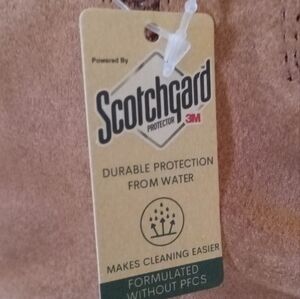 Powered By
Scotchgard
PROTECTOR 3M
DURABLE PROTECTION
FROM WATER
MAKES CLEANING EASIER
FORMULATED
WITHOUT PFCS